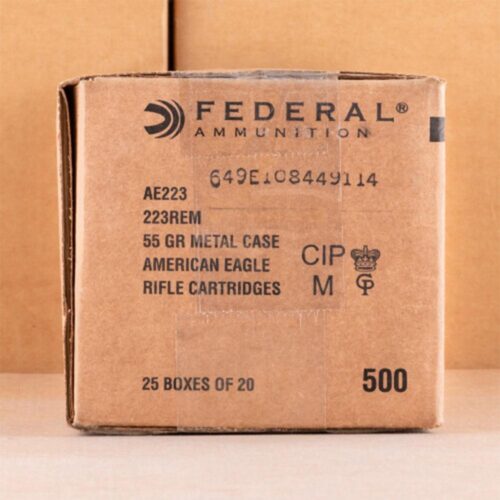 FEDERAL®
AMMUNITION
649E108449114
AE223
223REM
55 GR METAL CASE
AMERICAN EAGLE
RIFLE CARTRIDGES
CIP
M GP
25 BOXES OF 20
500